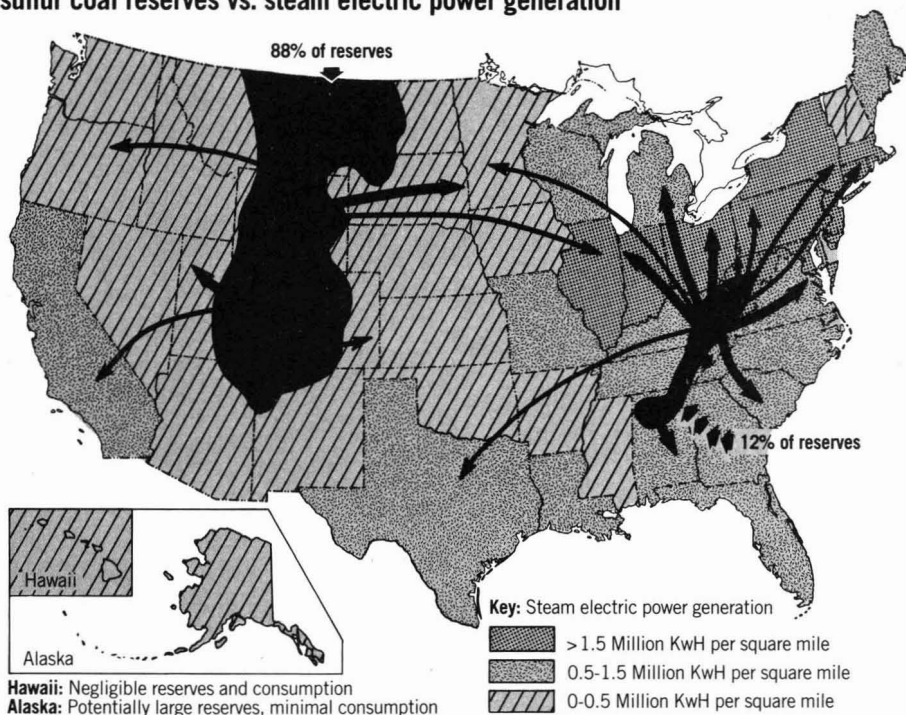 sulfur coal reserves vs. steam electric power generation
88% of reserves
12% of reserves
Hawaii
Alaska
Key: Steam electric power generation
>1.5 Million KwH per square mile
0.5-1.5 Million KwH per square mile
0-0.5 Million KwH per square mile
Hawaii: Negligible reserves and consumption
Alaska: Potentially large reserves, minimal consumption